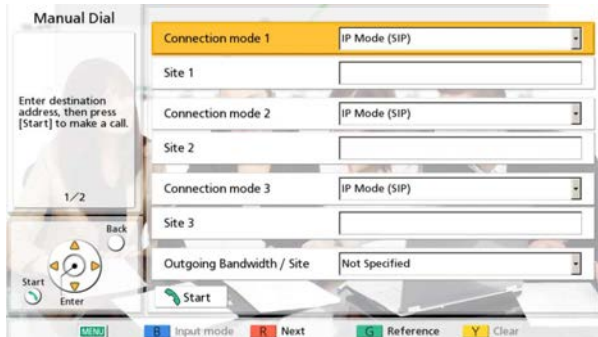 Manual Dial
Enter destination
address, then press
[Start] to make a call.
1/2
Back
Start
Enter
Connection mode 1 IP Mode (SIP)
Site 1
Connection mode 2 IP Mode (SIP)
Site 2
Connection mode 3 IP Mode (SIP)
Site 3
Outgoing Bandwidth / Site Not Specified
Start
MENU B Input mode R Next G Reference Y Clear